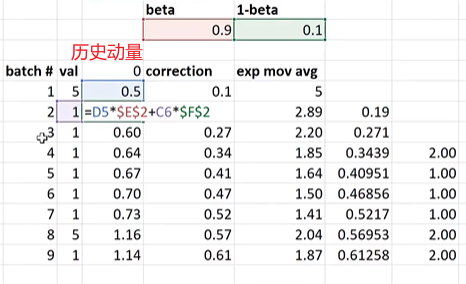 beta 1-beta
0.9 0.1
历史动量
batch # val 0 correction exp mov avg
1 5 0.5 0.1 5
2 1 =D5*$E$2+C6*$F$2 2.89 0.19
3 1 0.60 0.27 2.20 0.271
4 1 0.64 0.34 1.85 0.3439 2.00
5 1 0.67 0.41 1.64 0.40951 1.00
6 1 0.70 0.47 1.50 0.46856 1.00
7 1 0.73 0.52 1.41 0.5217 1.00
8 5 1.16 0.57 2.04 0.56953 2.00
9 1 1.14 0.61 1.87 0.61258 2.00